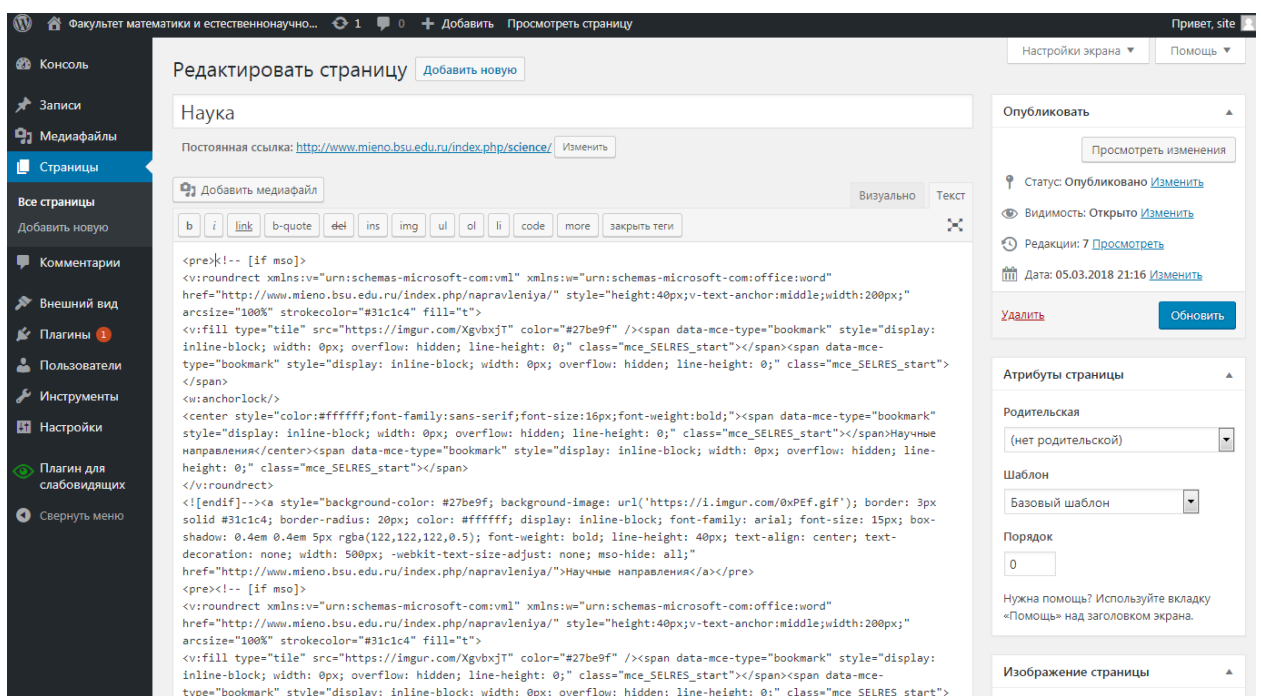 Факультет математики и естественнонаучно... 1 0 + Добавить Просмотреть страницу Привет, site
Настройки экрана ▼ Помощь ▼
Консоль
Записи
Медиафайлы
Страницы
Все страницы
Добавить новую
Комментарии
Внешний вид
Плагины 1
Пользователи
Инструменты
Настройки
Плагин для
слабовидящих
Свернуть меню
Редактировать страницу Добавить новую
Наука
Постоянная ссылка: http://www.mieno.bsu.edu.ru/index.php/science/ Изменить
Добавить медиафайл
Визуально Текст
b i link b-quote del ins img ul ol li code more закрыть теги
<pre><!-- [if mso]>
<v:roundrect xmlns:v="urn:schemas-microsoft-com:vml" xmlns:w="urn:schemas-microsoft-com:office:word"
href="http://www.mieno.bsu.edu.ru/index.php/napravleniya/" style="height:40px;v-text-anchor:middle;width:200px;"
arcsize="100%" strokecolor="#31c1c4" fill="t">
<v:fill type="tile" src="https://imgur.com/XgvbxjT" color="#27be9f" /><span data-mce-type="bookmark" style="display:
inline-block; width: 0px; overflow: hidden; line-height: 0;" class="mce_SELRES_start"></span><span data-mce-
type="bookmark" style="display: inline-block; width: 0px; overflow: hidden; line-height: 0;" class="mce_SELRES_start">
</span>
<w:anchorlock/>
<center style="color:#ffffff;font-family:sans-serif;font-size:16px;font-weight:bold;"><span data-mce-type="bookmark"
style="display: inline-block; width: 0px; overflow: hidden; line-height: 0;" class="mce_SELRES_start"></span>Научные
направления</center><span data-mce-type="bookmark" style="display: inline-block; width: 0px; overflow: hidden; line-
height: 0;" class="mce_SELRES_start"></span>
</v:roundrect>
<![endif]--><a style="background-color: #27be9f; background-image: url('https://i.imgur.com/0xPEf.gif'); border: 3px
solid #31c1c4; border-radius: 20px; color: #ffffff; display: inline-block; font-family: arial; font-size: 15px; box-
shadow: 0.4em 0.4em 5px rgba(122,122,122,0.5); font-weight: bold; line-height: 40px; text-align: center; text-
decoration: none; width: 500px; -webkit-text-size-adjust: none; mso-hide: all;"
href="http://www.mieno.bsu.edu.ru/index.php/napravleniya/">Научные направления</a></pre>
<pre><!-- [if mso]>
<v:roundrect xmlns:v="urn:schemas-microsoft-com:vml" xmlns:w="urn:schemas-microsoft-com:office:word"
href="http://www.mieno.bsu.edu.ru/index.php/napravleniya/" style="height:40px;v-text-anchor:middle;width:200px;"
arcsize="100%" strokecolor="#31c1c4" fill="t">
<v:fill type="tile" src="https://imgur.com/XgvbxjT" color="#27be9f" /><span data-mce-type="bookmark" style="display:
inline-block; width: 0px; overflow: hidden; line-height: 0;" class="mce_SELRES_start"></span><span data-mce-
type="bookmark" style="display: inline-block; width: 0px; overflow: hidden; line-height: 0;" class="mce SELRES start">
Опубликовать
Просмотреть изменения
Статус: Опубликовано Изменить
Видимость: Открыто Изменить
Редакции: 7 Просмотреть
Дата: 05.03.2018 21:16 Изменить
Удалить Обновить
Атрибуты страницы
Родительская
(нет родительской)
Шаблон
Базовый шаблон
Порядок
0
Нужна помощь? Используйте вкладку
«Помощь» над заголовком экрана.
Изображение страницы